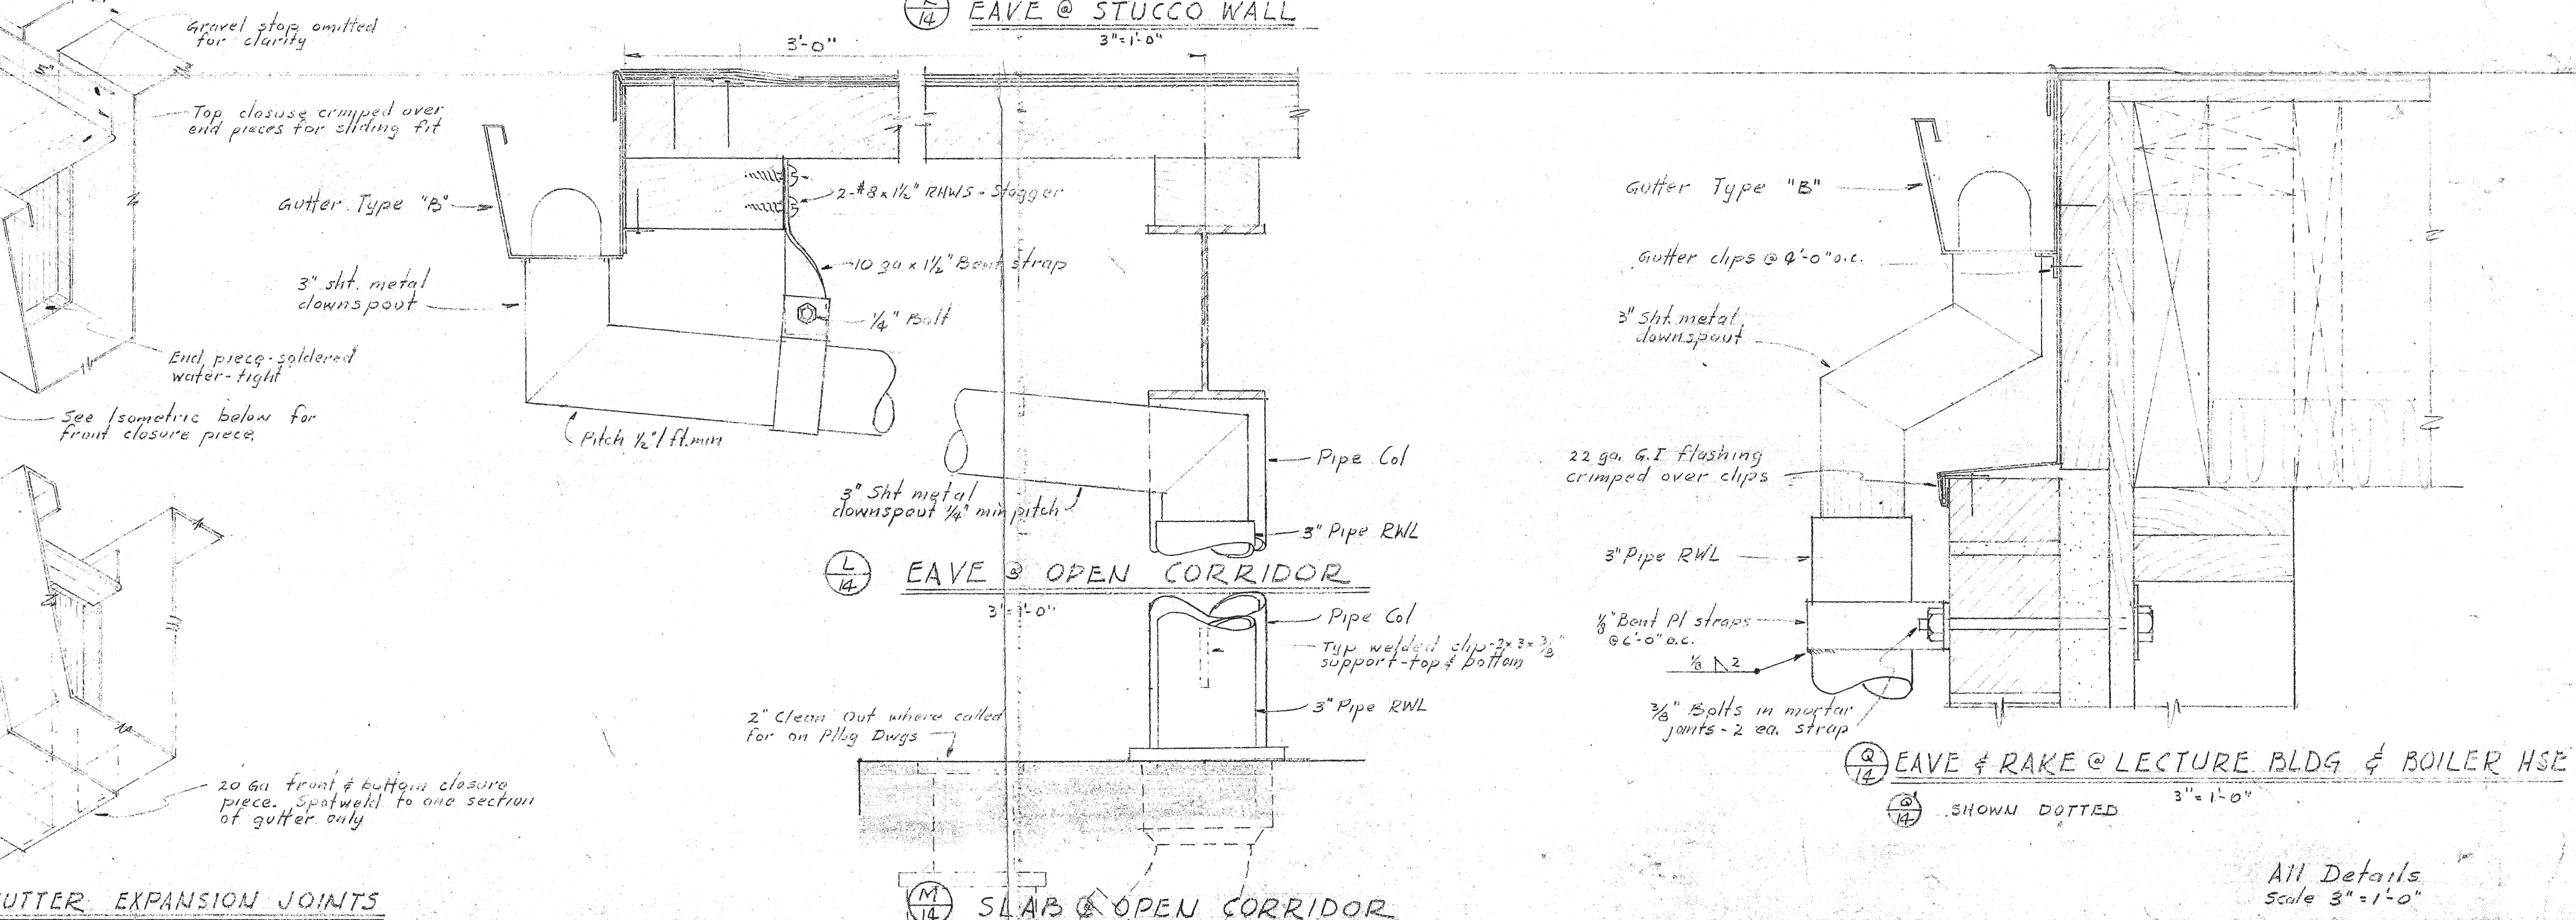 EAVE @ STUCCO WALL
14
3"=1'-0"
Gravel stop omitted
for clarity
5"
3'-0"
Top closuse crimped over
end pieces for sliding fit
Gutter Type "B"
2-#8x1½" RHWS - Stagger
10 ga x 1½" Bent strap
3" sht. metal
downspout
¼" Bolt
End piece-soldered
water-tight
See Isometric below for
front closure piece.
Pitch ½"/ft.min
3" Sht metal
downspout ¼" min pitch
Pipe Col
3" Pipe RWL
L
14
EAVE @ OPEN CORRIDOR
3"=1'-0"
Pipe Col
Typ welded clip-2x3x3/8"
support-top & bottom
3" Pipe RWL
2" Clean Out where called
for on Plbg Dwgs
20 Ga front & bottom closure
piece. Spotweld to one section
of gutter only
UTTER EXPANSION JOINTS
M
14
SLAB @ OPEN CORRIDOR
Gutter Type "B"
Gutter clips @ 4'-0" o.c.
3" Sht. metal
downspout
22 ga. G.I flashing
crimped over clips
3" Pipe RWL
⅛" Bent Pl straps
@ 6'-0" o.c.
⅛ 2
⅜" Bolts in mortar
joints - 2 ea. strap
Q
14
EAVE & RAKE @ LECTURE BLDG & BOILER HSE
3"=1'-0"
Q'
14
SHOWN DOTTED
All Details
Scale 3"=1'-0"